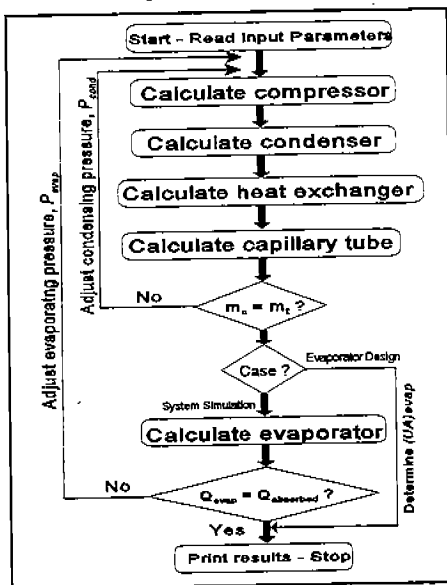 Start - Read Input Parameters
Calculate compressor
Calculate condenser
Calculate heat exchanger
Calculate capillary tube
Adjust condensing pressure, Pcond
Adjust evaporating pressure, Pevap
No
= mt ?
Case ?
Evaporator Design
System Simulation
Calculate evaporator
Determine (UA)evap
No
Qevap = Qabsorbed ?
Yes
Print results - Stop